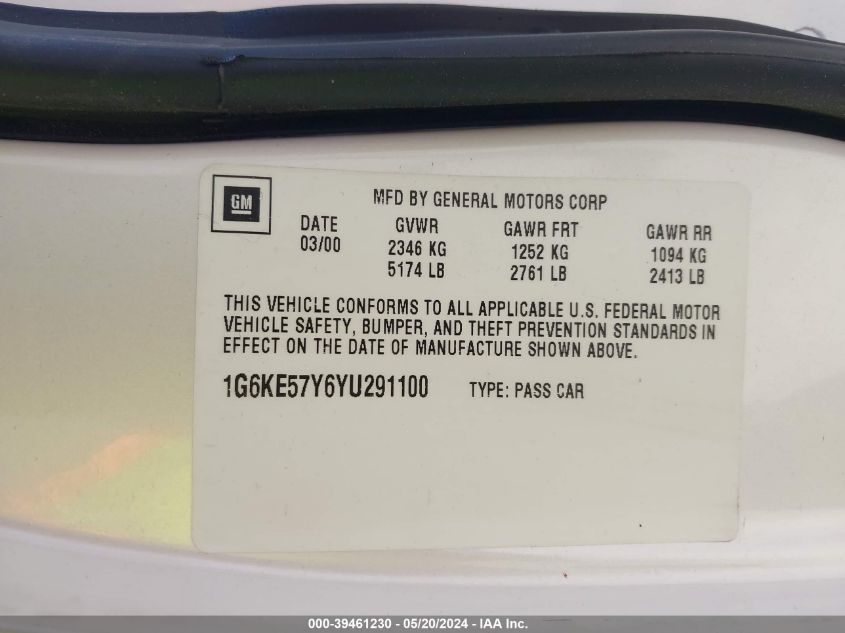 GM
MFD BY GENERAL MOTORS CORP
DATE GVWR GAWR FRT GAWR RR
03/00 2346 KG 1252 KG 1094 KG
5174 LB 2761 LB 2413 LB
THIS VEHICLE CONFORMS TO ALL APPLICABLE U.S. FEDERAL MOTOR
VEHICLE SAFETY, BUMPER, AND THEFT PREVENTION STANDARDS IN
EFFECT ON THE DATE OF MANUFACTURE SHOWN ABOVE.
1G6KE57Y6YU291100 TYPE: PASS CAR
000-39461230 - 05/20/2024 - IAA Inc.